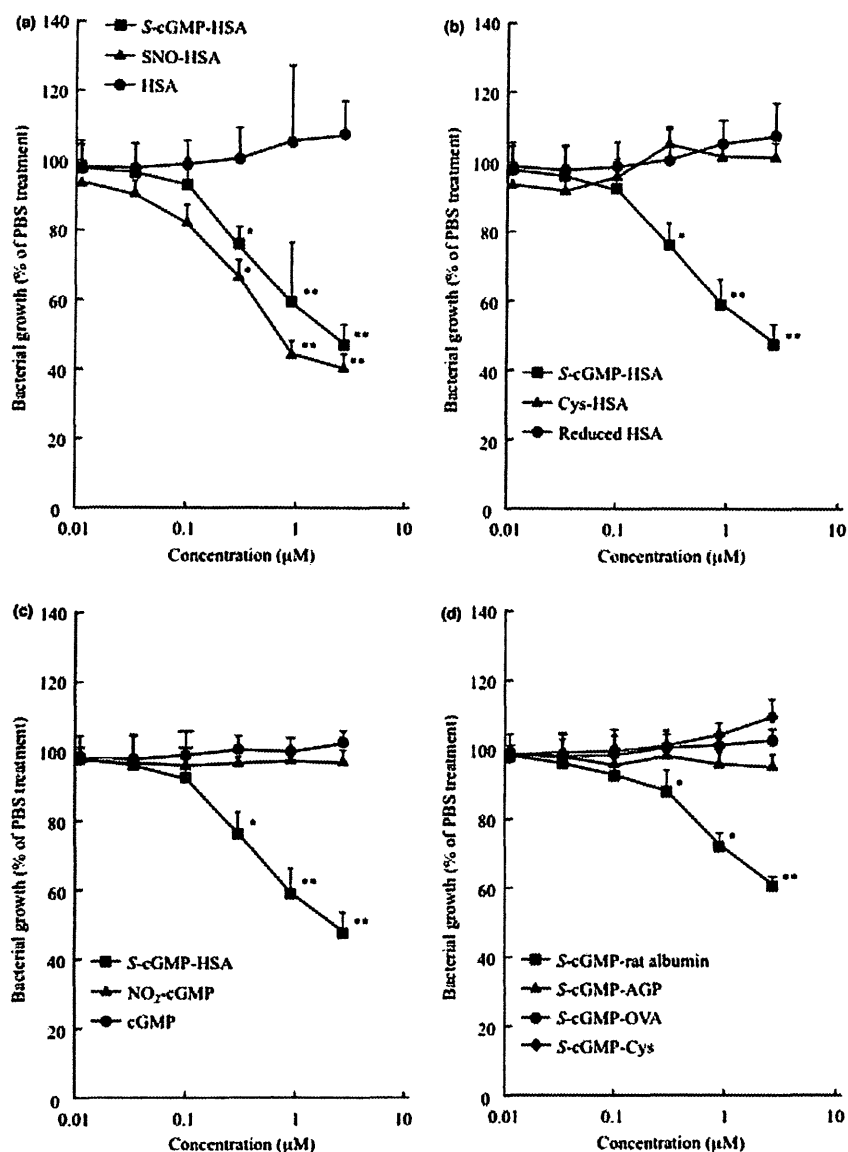 (a)
140
120
100
80
60
40
20
0
Bacterial growth (% of PBS treatment)
S-cGMP-HSA
SNO-HSA
HSA
*
*
**
**
**
**
0.01
0.1
1
10
Concentration (μM)
(b)
140
120
100
80
60
40
20
0
Bacterial growth (% of PBS treatment)
*
**
**
S-cGMP-HSA
Cys-HSA
Reduced HSA
0.01
0.1
1
10
Concentration (μM)
(c)
140
120
100
80
60
40
20
0
Bacterial growth (% of PBS treatment)
*
**
**
S-cGMP-HSA
NO₂-cGMP
cGMP
0.01
0.1
1
10
Concentration (μM)
(d)
140
120
100
80
60
40
20
0
Bacterial growth (% of PBS treatment)
*
*
**
S-cGMP-rat albumin
S-cGMP-AGP
S-cGMP-OVA
S-cGMP-Cys
0.01
0.1
1
10
Concentration (μM)